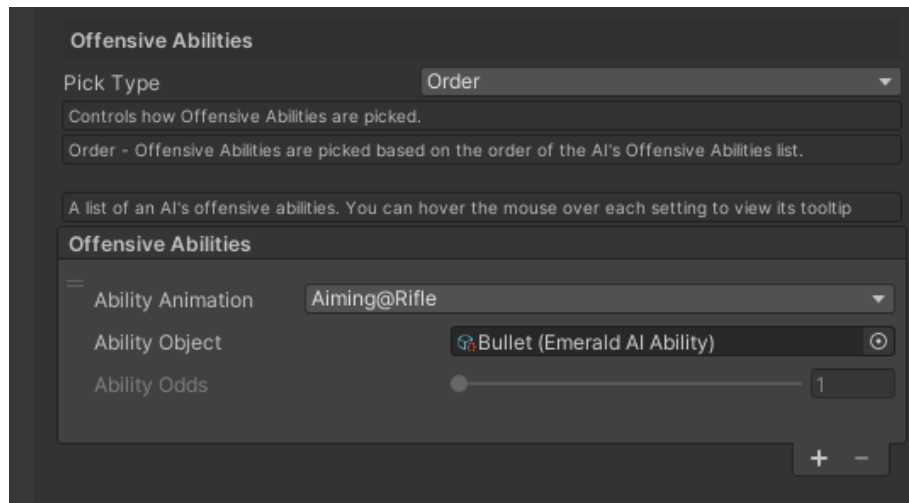 Offensive Abilities
Pick Type Order
Controls how Offensive Abilities are picked.
Order - Offensive Abilities are picked based on the order of the AI's Offensive Abilities list.
A list of an AI's offensive abilities. You can hover the mouse over each setting to view its tooltip
Offensive Abilities
Ability Animation Aiming@Rifle
Ability Object Bullet (Emerald AI Ability)
Ability Odds 1
+ -